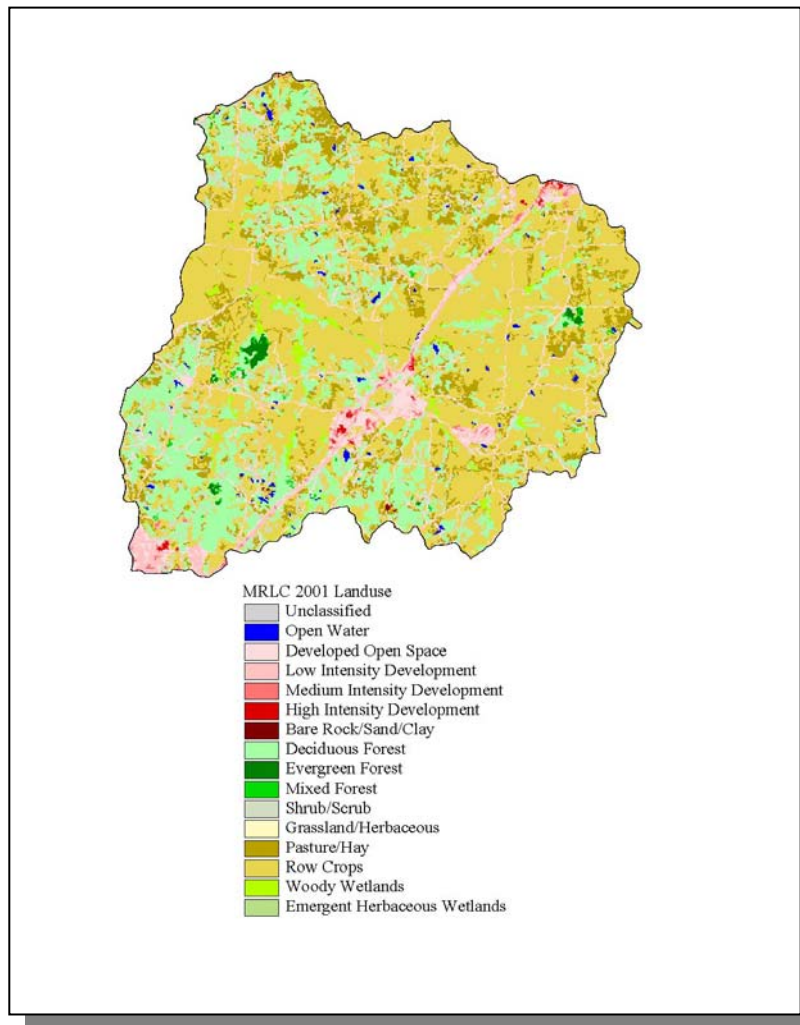 MRLC 2001 Landuse
Unclassified
Open Water
Developed Open Space
Low Intensity Development
Medium Intensity Development
High Intensity Development
Bare Rock/Sand/Clay
Deciduous Forest
Evergreen Forest
Mixed Forest
Shrub/Scrub
Grassland/Herbaceous
Pasture/Hay
Row Crops
Woody Wetlands
Emergent Herbaceous Wetlands